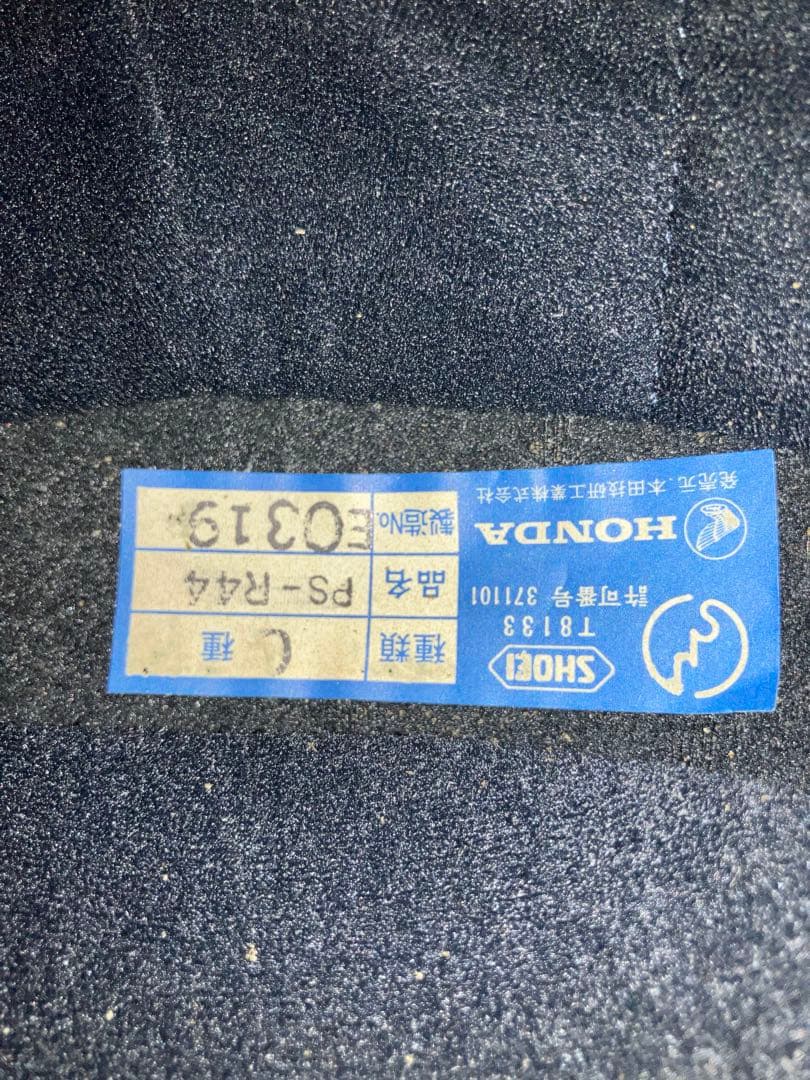 SHOEI
T8133
許可番号 371101
HONDA
発売元.本田技研工業株式会社
種類 C種
品名 PS-R44
製造No. E0319